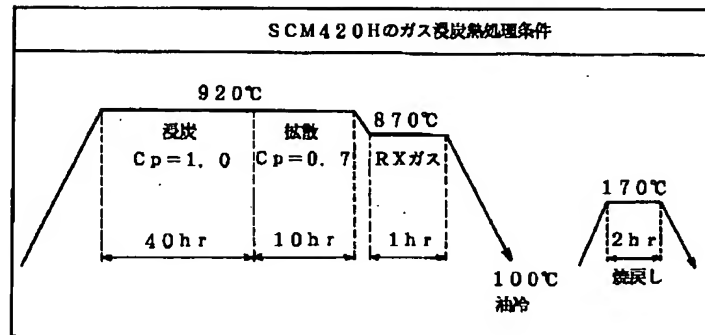 SCM420Hのガス浸炭熱処理条件
920℃
870℃
浸炭
拡散
Cp=1.0
Cp=0.7
RXガス
170℃
40hr
10hr
1hr
2hr
100℃
油冷
焼戻し